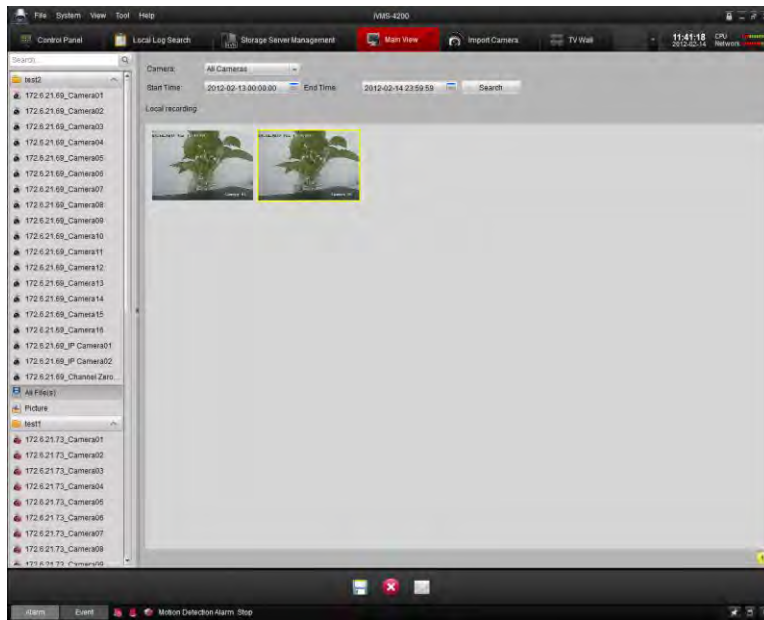 File System View Tool Help iVMS-4200
Control Panel Local Log Search Storage Server Management Main View Import Camera TV Wall 11:41:18 CPU
2012-02-14 Network
Search...
Camera: All Cameras
Start Time: 2012-02-13 00:00:00 End Time: 2012-02-14 23:59:59 Search
Local recording:
test2
172.6.21.69_Camera01
172.6.21.69_Camera02
172.6.21.69_Camera03
172.6.21.69_Camera04
172.6.21.69_Camera05
172.6.21.69_Camera06
172.6.21.69_Camera07
172.6.21.69_Camera08
172.6.21.69_Camera09
172.6.21.69_Camera10
172.6.21.69_Camera11
172.6.21.69_Camera12
172.6.21.69_Camera13
172.6.21.69_Camera14
172.6.21.69_Camera15
172.6.21.69_Camera16
172.6.21.69_IP Camera01
172.6.21.69_IP Camera02
172.6.21.69_Channel Zero...
All File(s)
Picture
test1
172.6.21.73_Camera01
172.6.21.73_Camera02
172.6.21.73_Camera03
172.6.21.73_Camera04
172.6.21.73_Camera05
172.6.21.73_Camera06
172.6.21.73_Camera07
172.6.21.73_Camera08
172.6.21.73_Camera09
Alarm Event Motion Detection Alarm Stop